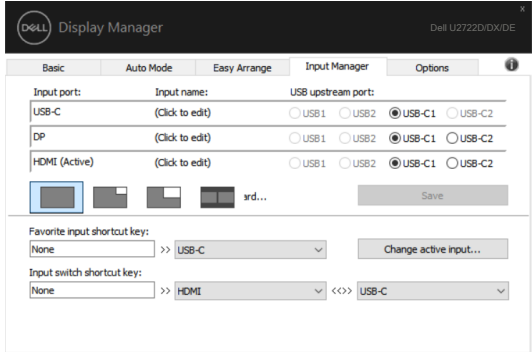 x
DELL Display Manager
Dell U2722D/DX/DE
Basic Auto Mode Easy Arrange Input Manager Options i
Input port: Input name: USB upstream port:
USB-C (Click to edit) USB1 USB2 USB-C1 USB-C2
DP (Click to edit) USB1 USB2 USB-C1 USB-C2
HDMI (Active) (Click to edit) USB1 USB2 USB-C1 USB-C2
ard... Save
Favorite input shortcut key:
None >> USB-C Change active input...
Input switch shortcut key:
None >> HDMI <<>> USB-C